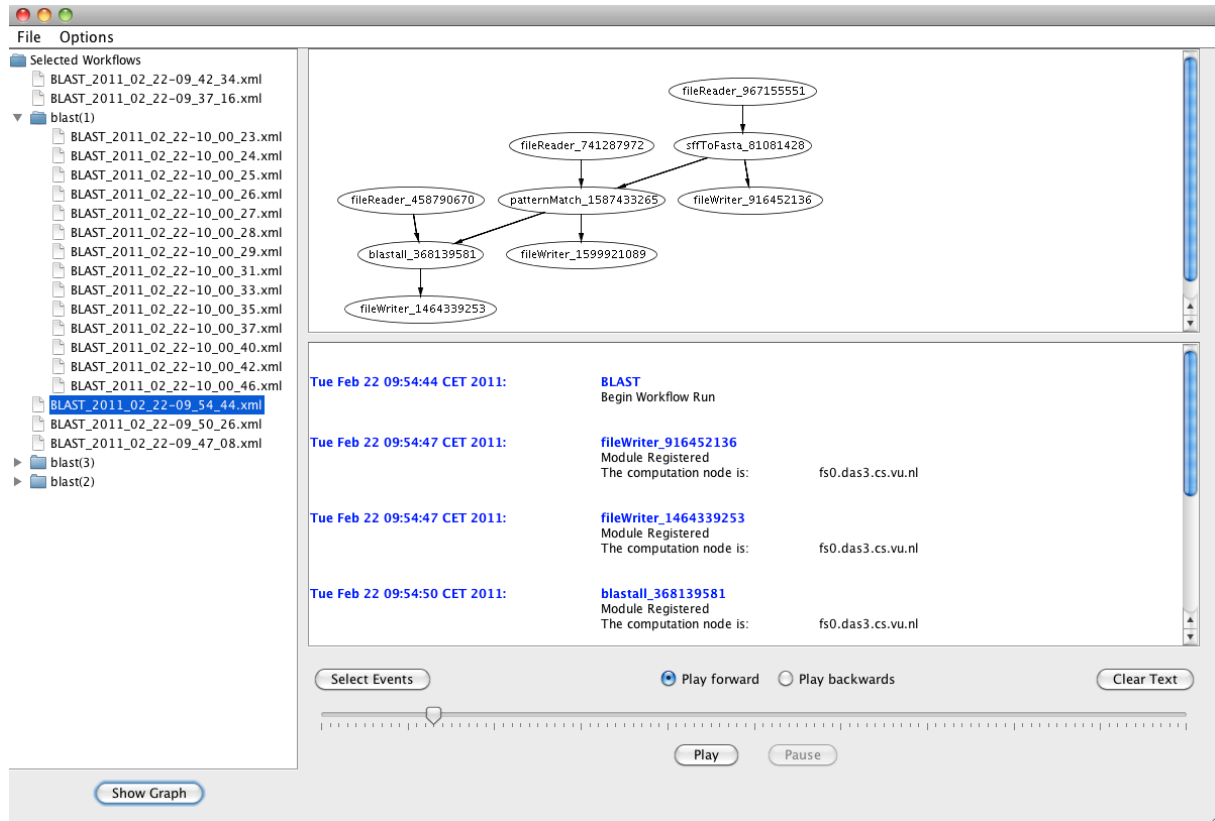 File Options
Selected Workflows
BLAST_2011_02_22-09_42_34.xml
BLAST_2011_02_22-09_37_16.xml
blast(1)
BLAST_2011_02_22-10_00_23.xml
BLAST_2011_02_22-10_00_24.xml
BLAST_2011_02_22-10_00_25.xml
BLAST_2011_02_22-10_00_26.xml
BLAST_2011_02_22-10_00_27.xml
BLAST_2011_02_22-10_00_28.xml
BLAST_2011_02_22-10_00_29.xml
BLAST_2011_02_22-10_00_31.xml
BLAST_2011_02_22-10_00_33.xml
BLAST_2011_02_22-10_00_35.xml
BLAST_2011_02_22-10_00_37.xml
BLAST_2011_02_22-10_00_40.xml
BLAST_2011_02_22-10_00_42.xml
BLAST_2011_02_22-10_00_46.xml
BLAST_2011_02_22-09_54_44.xml
BLAST_2011_02_22-09_50_26.xml
BLAST_2011_02_22-09_47_08.xml
blast(3)
blast(2)
Show Graph
fileReader_967155551
fileReader_741287972 sffToFasta_81081428
fileReader_458790670 patternMatch_1587433265 fileWriter_916452136
blastall_368139581 fileWriter_1599921089
fileWriter_1464339253
Tue Feb 22 09:54:44 CET 2011: BLAST
Begin Workflow Run
Tue Feb 22 09:54:47 CET 2011: fileWriter_916452136
Module Registered
The computation node is: fs0.das3.cs.vu.nl
Tue Feb 22 09:54:47 CET 2011: fileWriter_1464339253
Module Registered
The computation node is: fs0.das3.cs.vu.nl
Tue Feb 22 09:54:50 CET 2011: blastall_368139581
Module Registered
The computation node is: fs0.das3.cs.vu.nl
Select Events Play forward Play backwards Clear Text
Play Pause